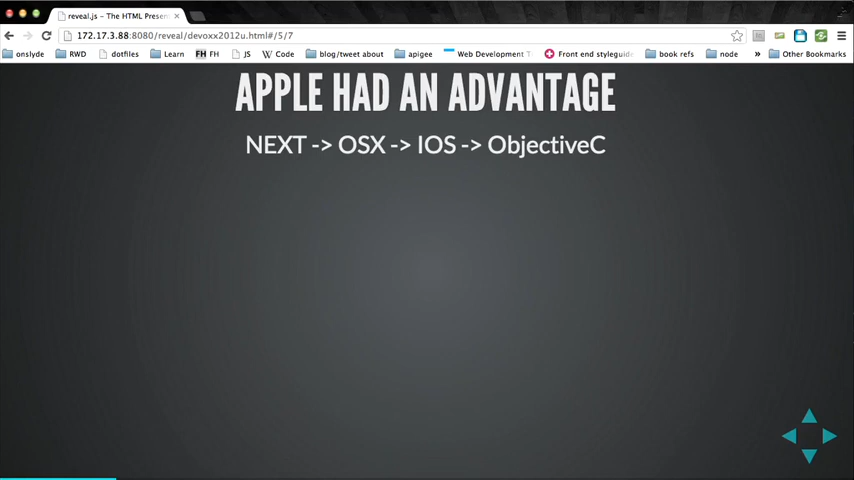 reveal.js – The HTML Presen
172.17.3.88:8080/reveal/devoxx2012u.html#/5/7
onslyde RWD dotfiles Learn FH FH JS W Code blog/tweet about apigee Web Development T Front end styleguid book refs node » Other Bookmarks
APPLE HAD AN ADVANTAGE
NEXT -> OSX -> IOS -> ObjectiveC